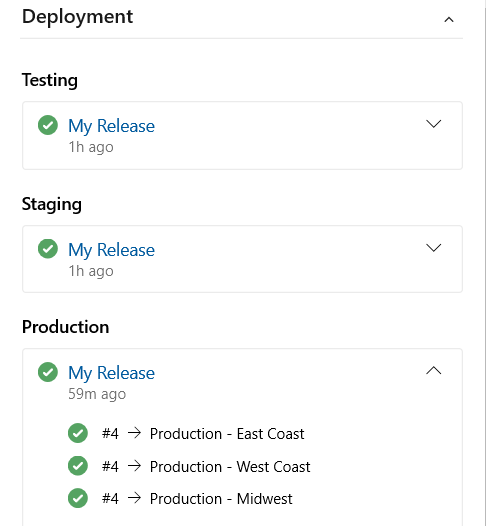 Deployment
Testing
My Release
1h ago
Staging
My Release
1h ago
Production
My Release
59m ago
#4 → Production - East Coast
#4 → Production - West Coast
#4 → Production - Midwest